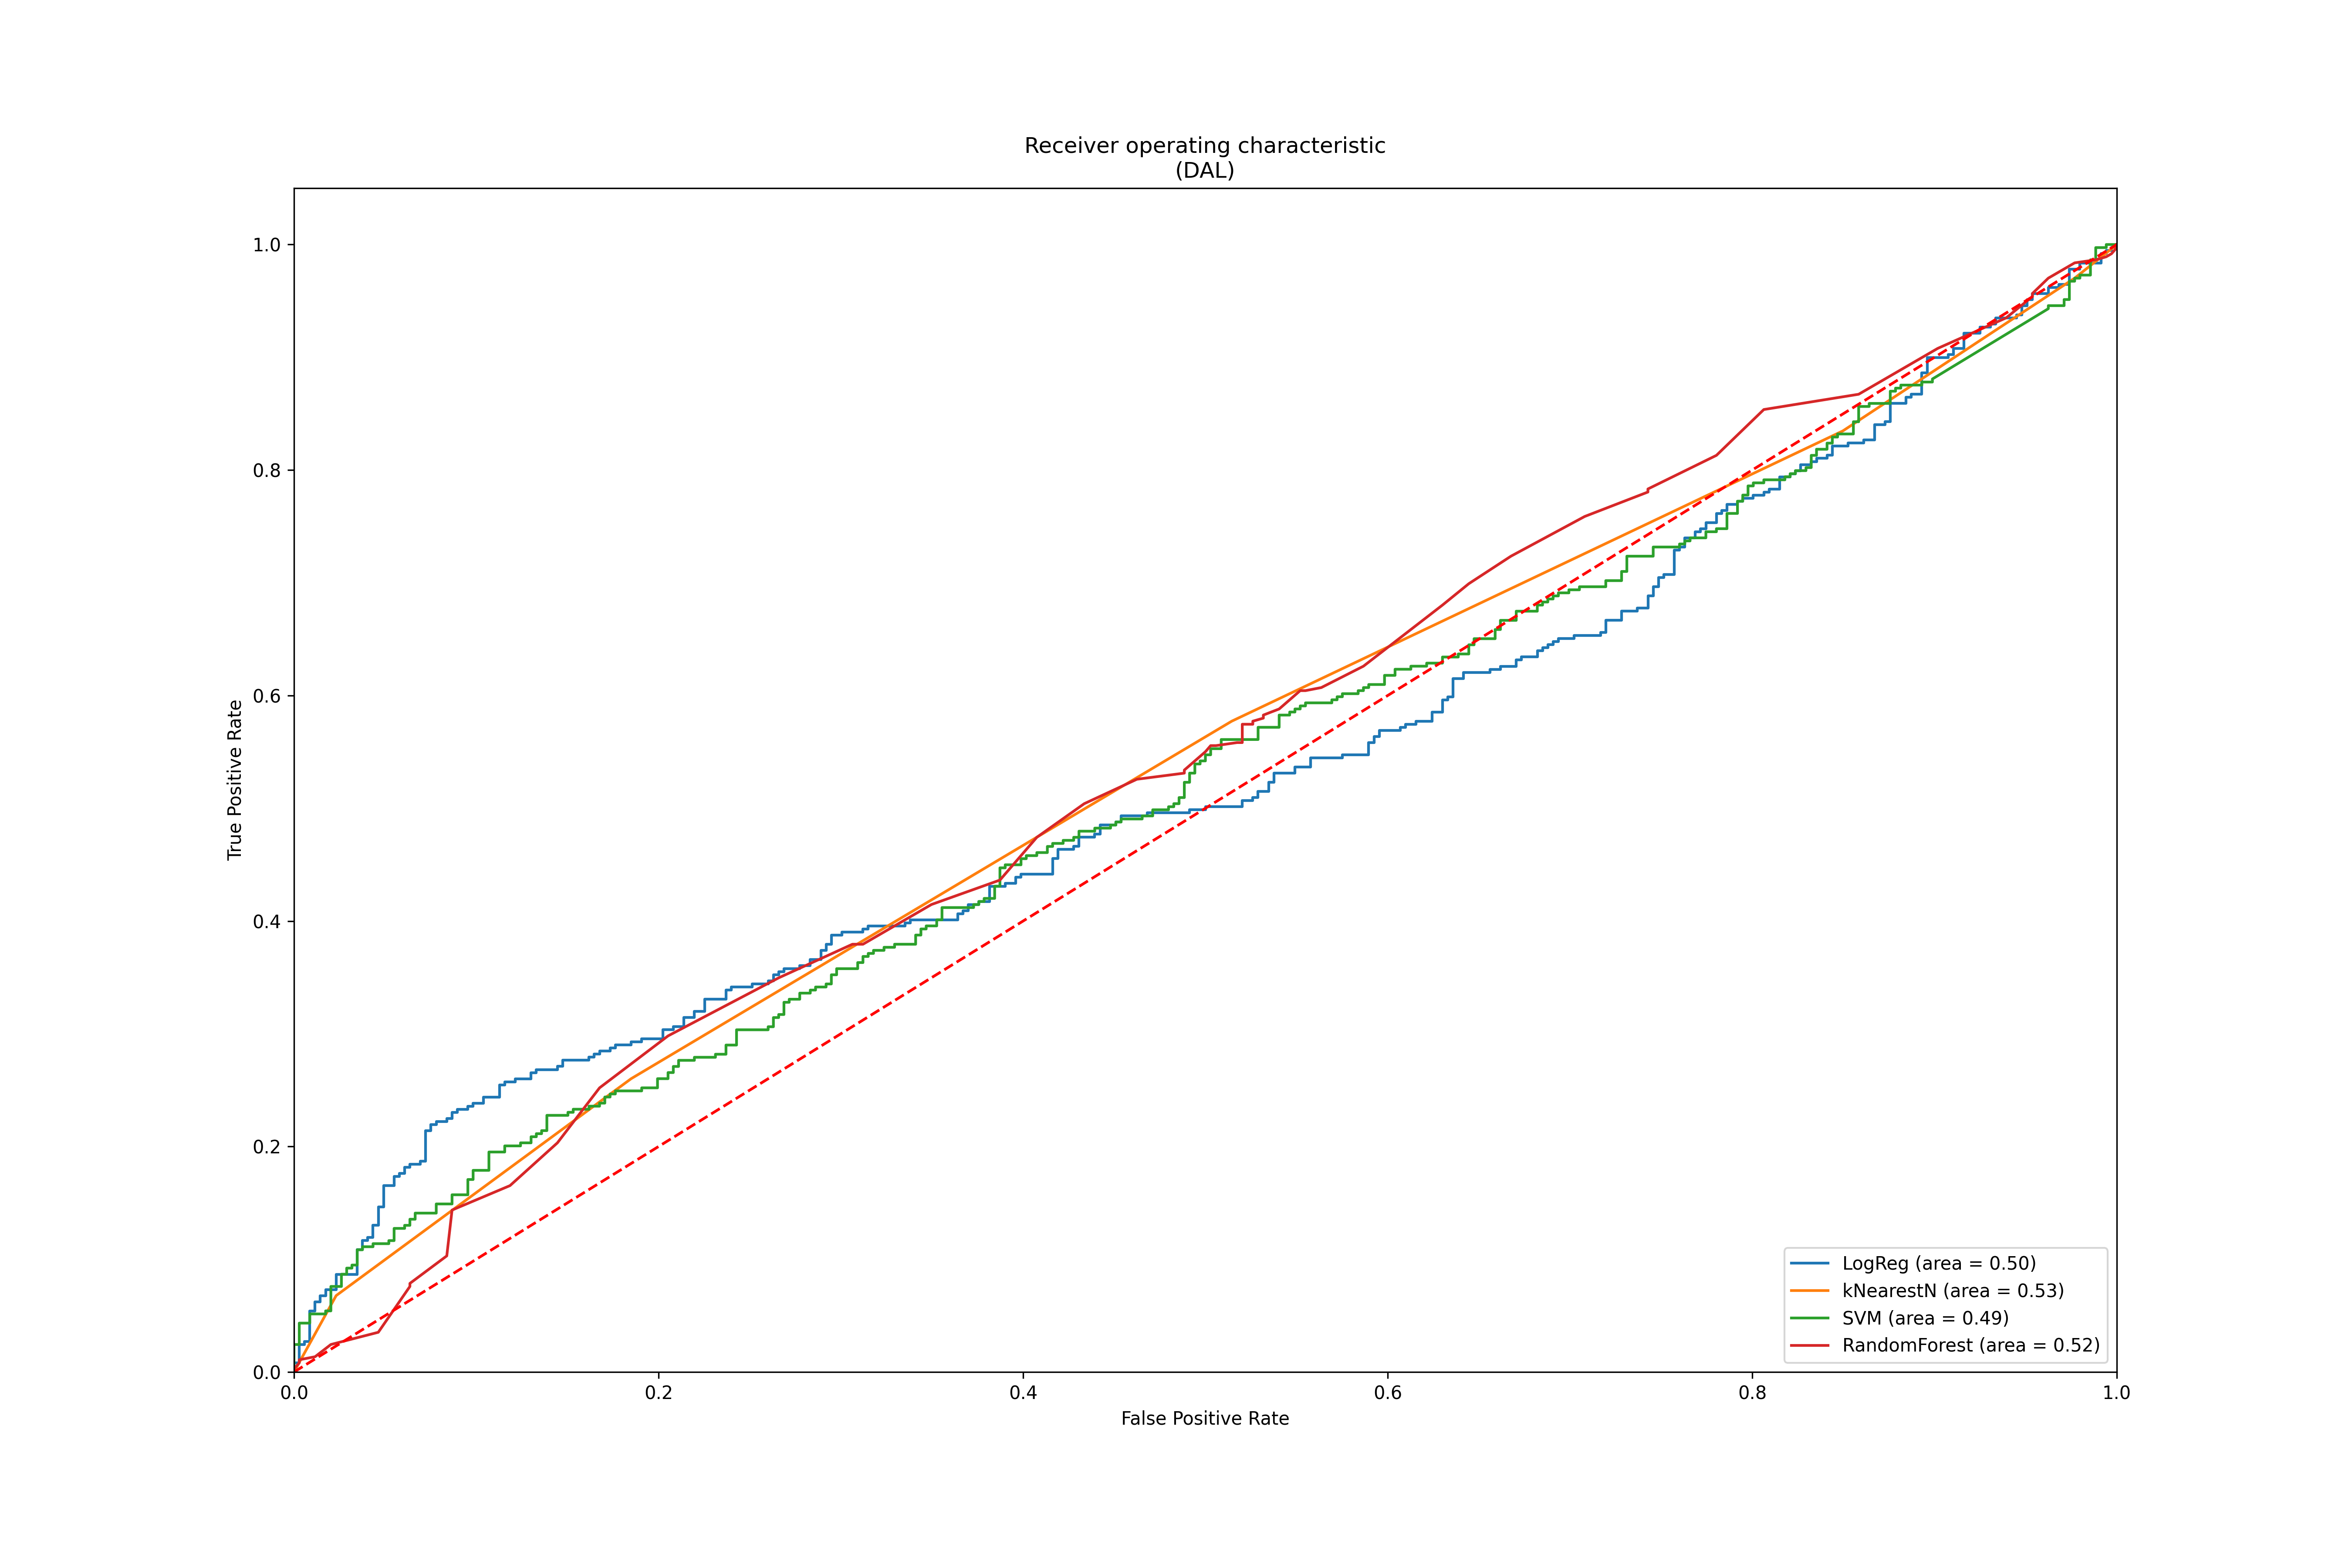 Receiver operating characteristic
(DAL)
1.0
0.8
0.6
0.4
0.2
0.0
True Positive Rate
0.0 0.2 0.4 0.6 0.8 1.0
False Positive Rate
LogReg (area = 0.50)
kNearestN (area = 0.53)
SVM (area = 0.49)
RandomForest (area = 0.52)